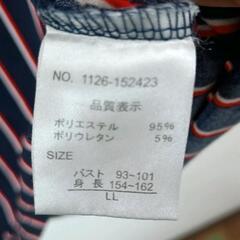 NO. 1126-152423
品質表示
ポリエステル 95%
ポリウレタン 5%
SIZE
バスト 93~101
身長 154~162
LL